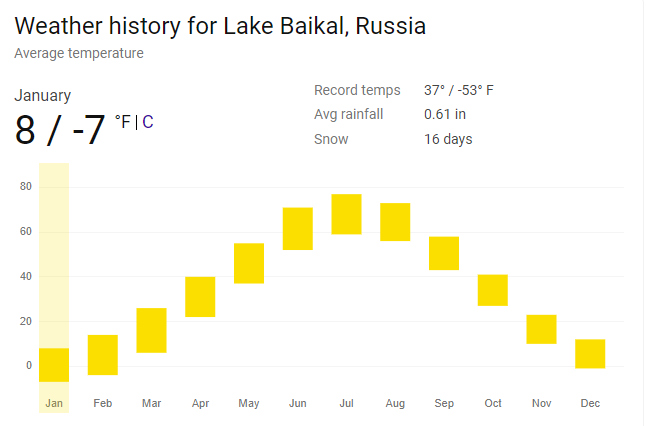 Weather history for Lake Baikal, Russia
Average temperature
January
8 / -7 °F | C
Record temps 37° / -53° F
Avg rainfall 0.61 in
Snow 16 days
80
60
40
20
0
Jan Feb Mar Apr May Jun Jul Aug Sep Oct Nov Dec